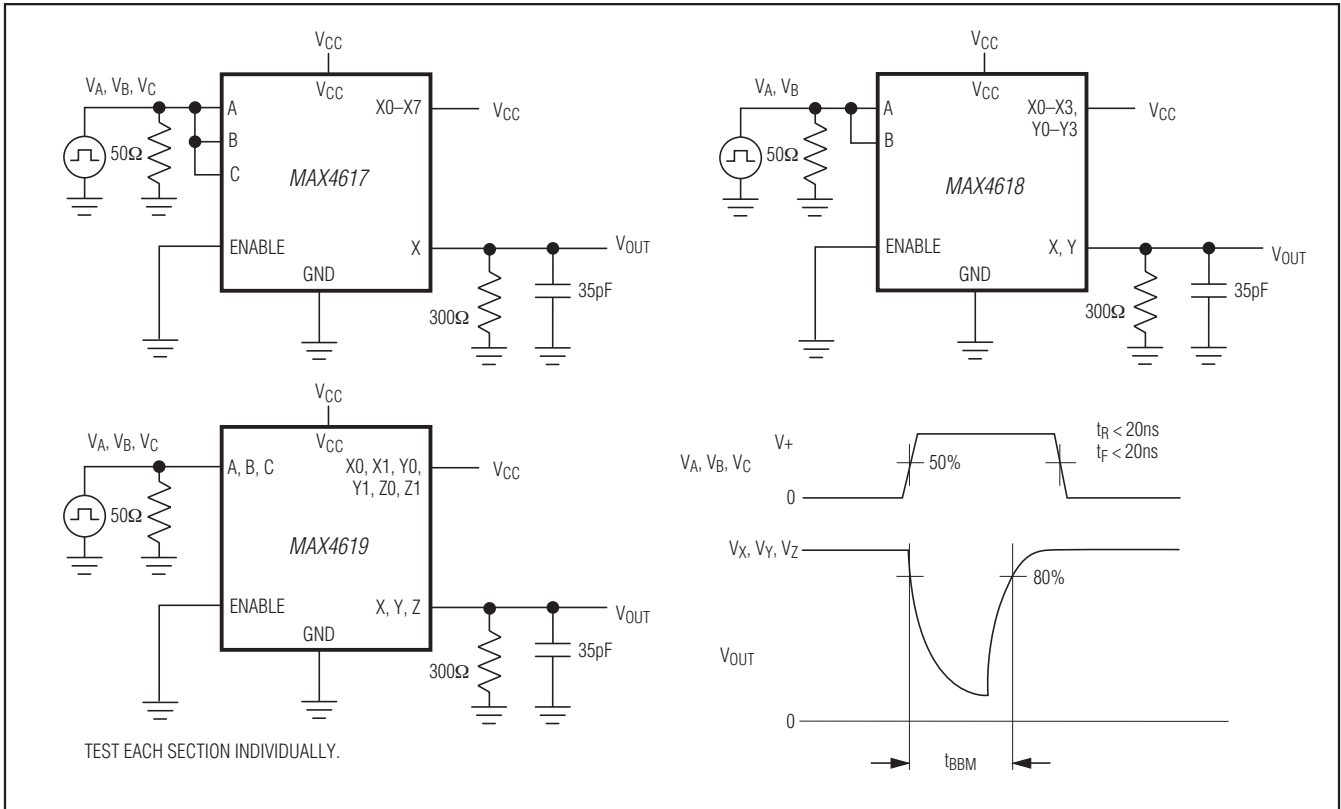 VCC
VCC
VA, VB, VC
A
X0–X7
VCC
50Ω
B
C
MAX4617
ENABLE
X
VOUT
GND
300Ω
35pF
VCC
VCC
VA, VB
A
X0–X3,
Y0–Y3
VCC
50Ω
B
MAX4618
ENABLE
X, Y
VOUT
GND
300Ω
35pF
VCC
VCC
VA, VB, VC
A, B, C
X0, X1, Y0,
Y1, Z0, Z1
VCC
50Ω
MAX4619
ENABLE
X, Y, Z
VOUT
GND
300Ω
35pF
TEST EACH SECTION INDIVIDUALLY.
V+
VA, VB, VC
50%
tR < 20ns
tF < 20ns
0
VX, VY, VZ
80%
VOUT
0
tBBM